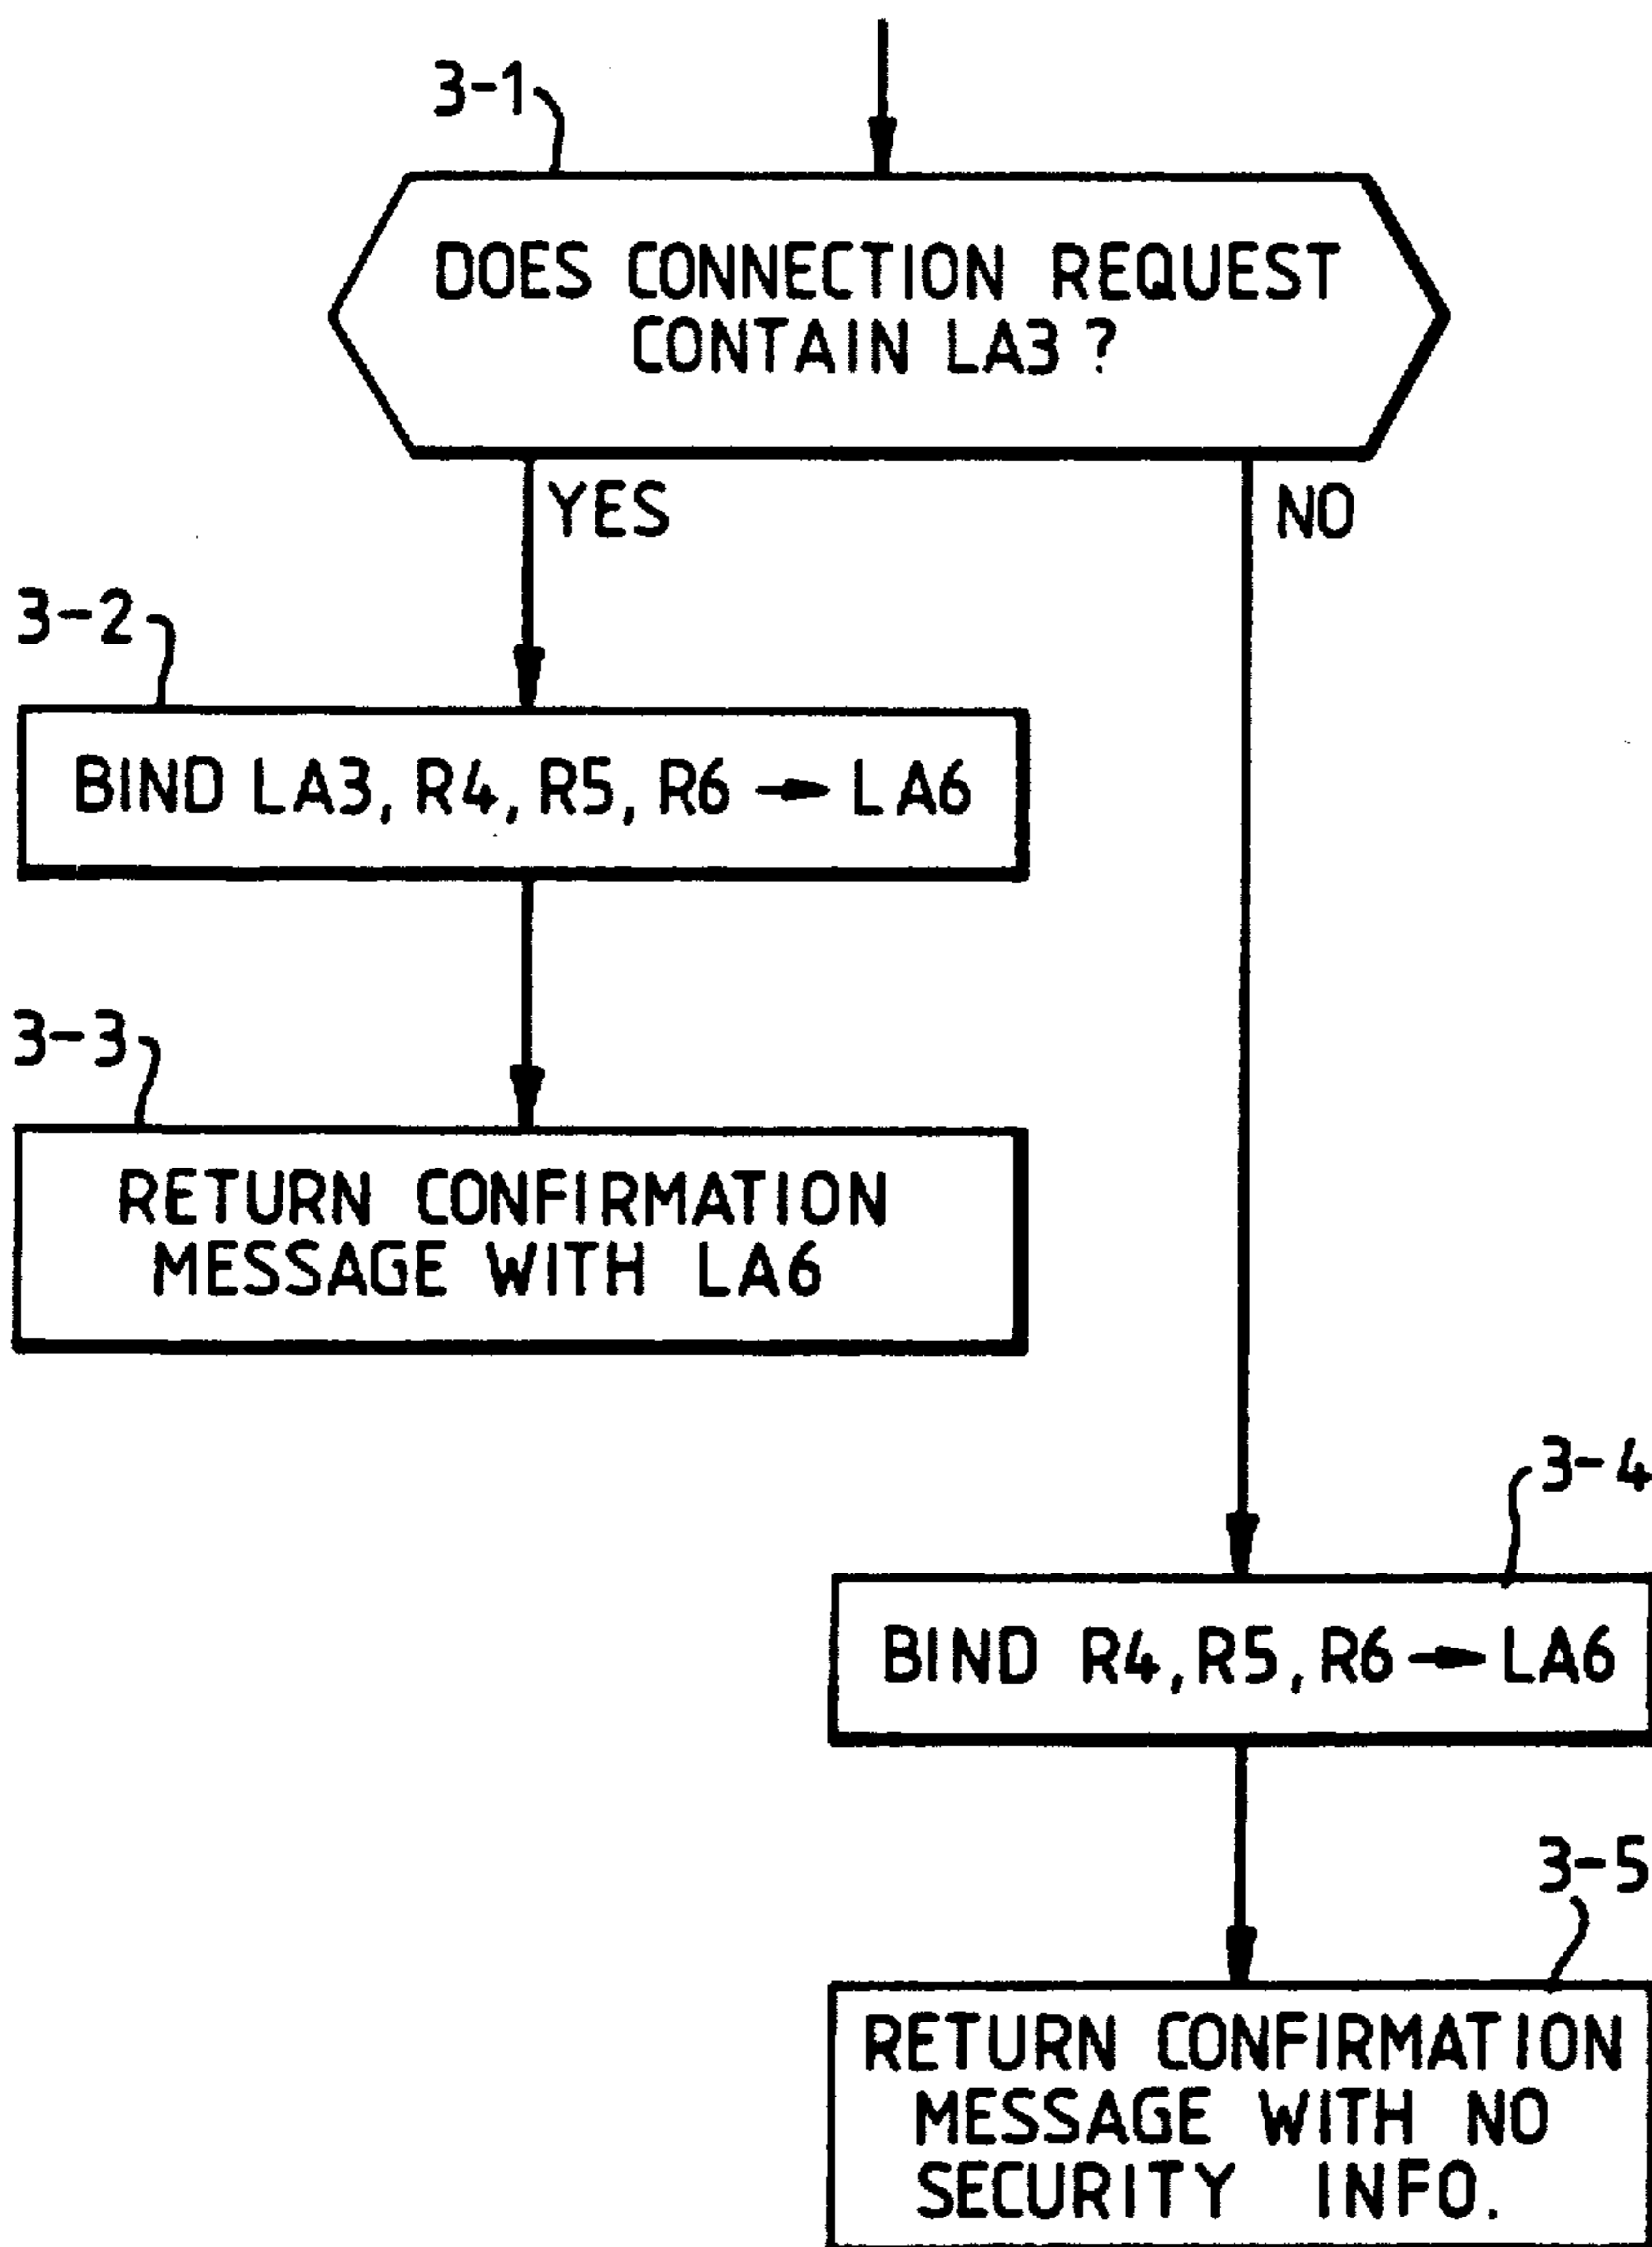 3-1
DOES CONNECTION REQUEST
CONTAIN LA3 ?
YES
NO
3-2
BIND LA3, R4, R5, R6 → LA6
3-3
RETURN CONFIRMATION
MESSAGE WITH LA6
3-4
BIND R4, R5, R6 → LA6
3-5
RETURN CONFIRMATION
MESSAGE WITH NO
SECURITY INFO.